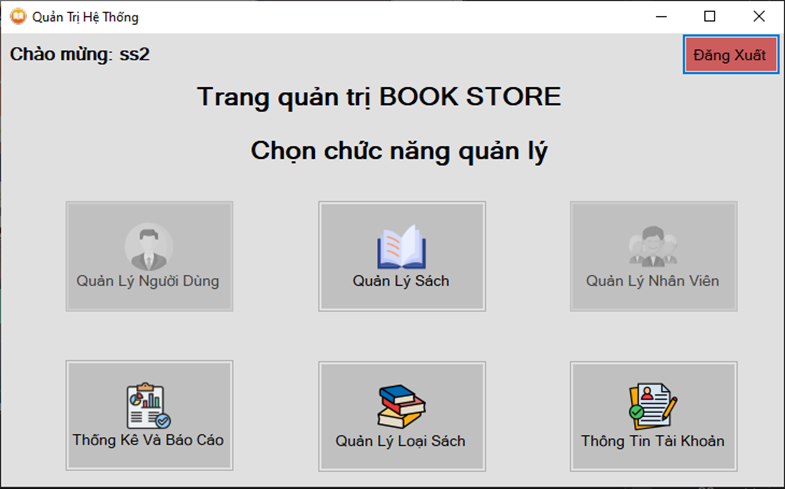 Quản Trị Hệ Thống
Chào mừng: ss2
Đăng Xuất
Trang quản trị BOOK STORE
Chọn chức năng quản lý
Quản Lý Người Dùng
Quản Lý Sách
Quản Lý Nhân Viên
Thống Kê Và Báo Cáo
Quản Lý Loại Sách
Thông Tin Tài Khoản